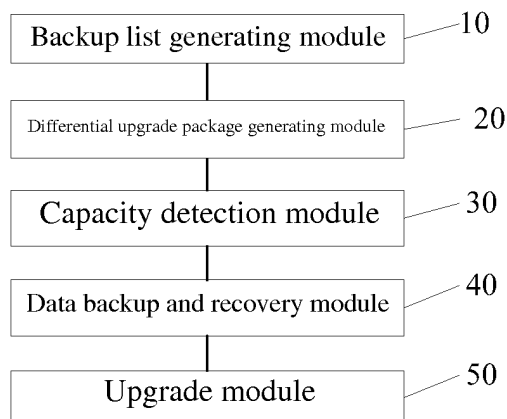 Backup list generating module 10
Differential upgrade package generating module 20
Capacity detection module 30
Data backup and recovery module 40
Upgrade module 50